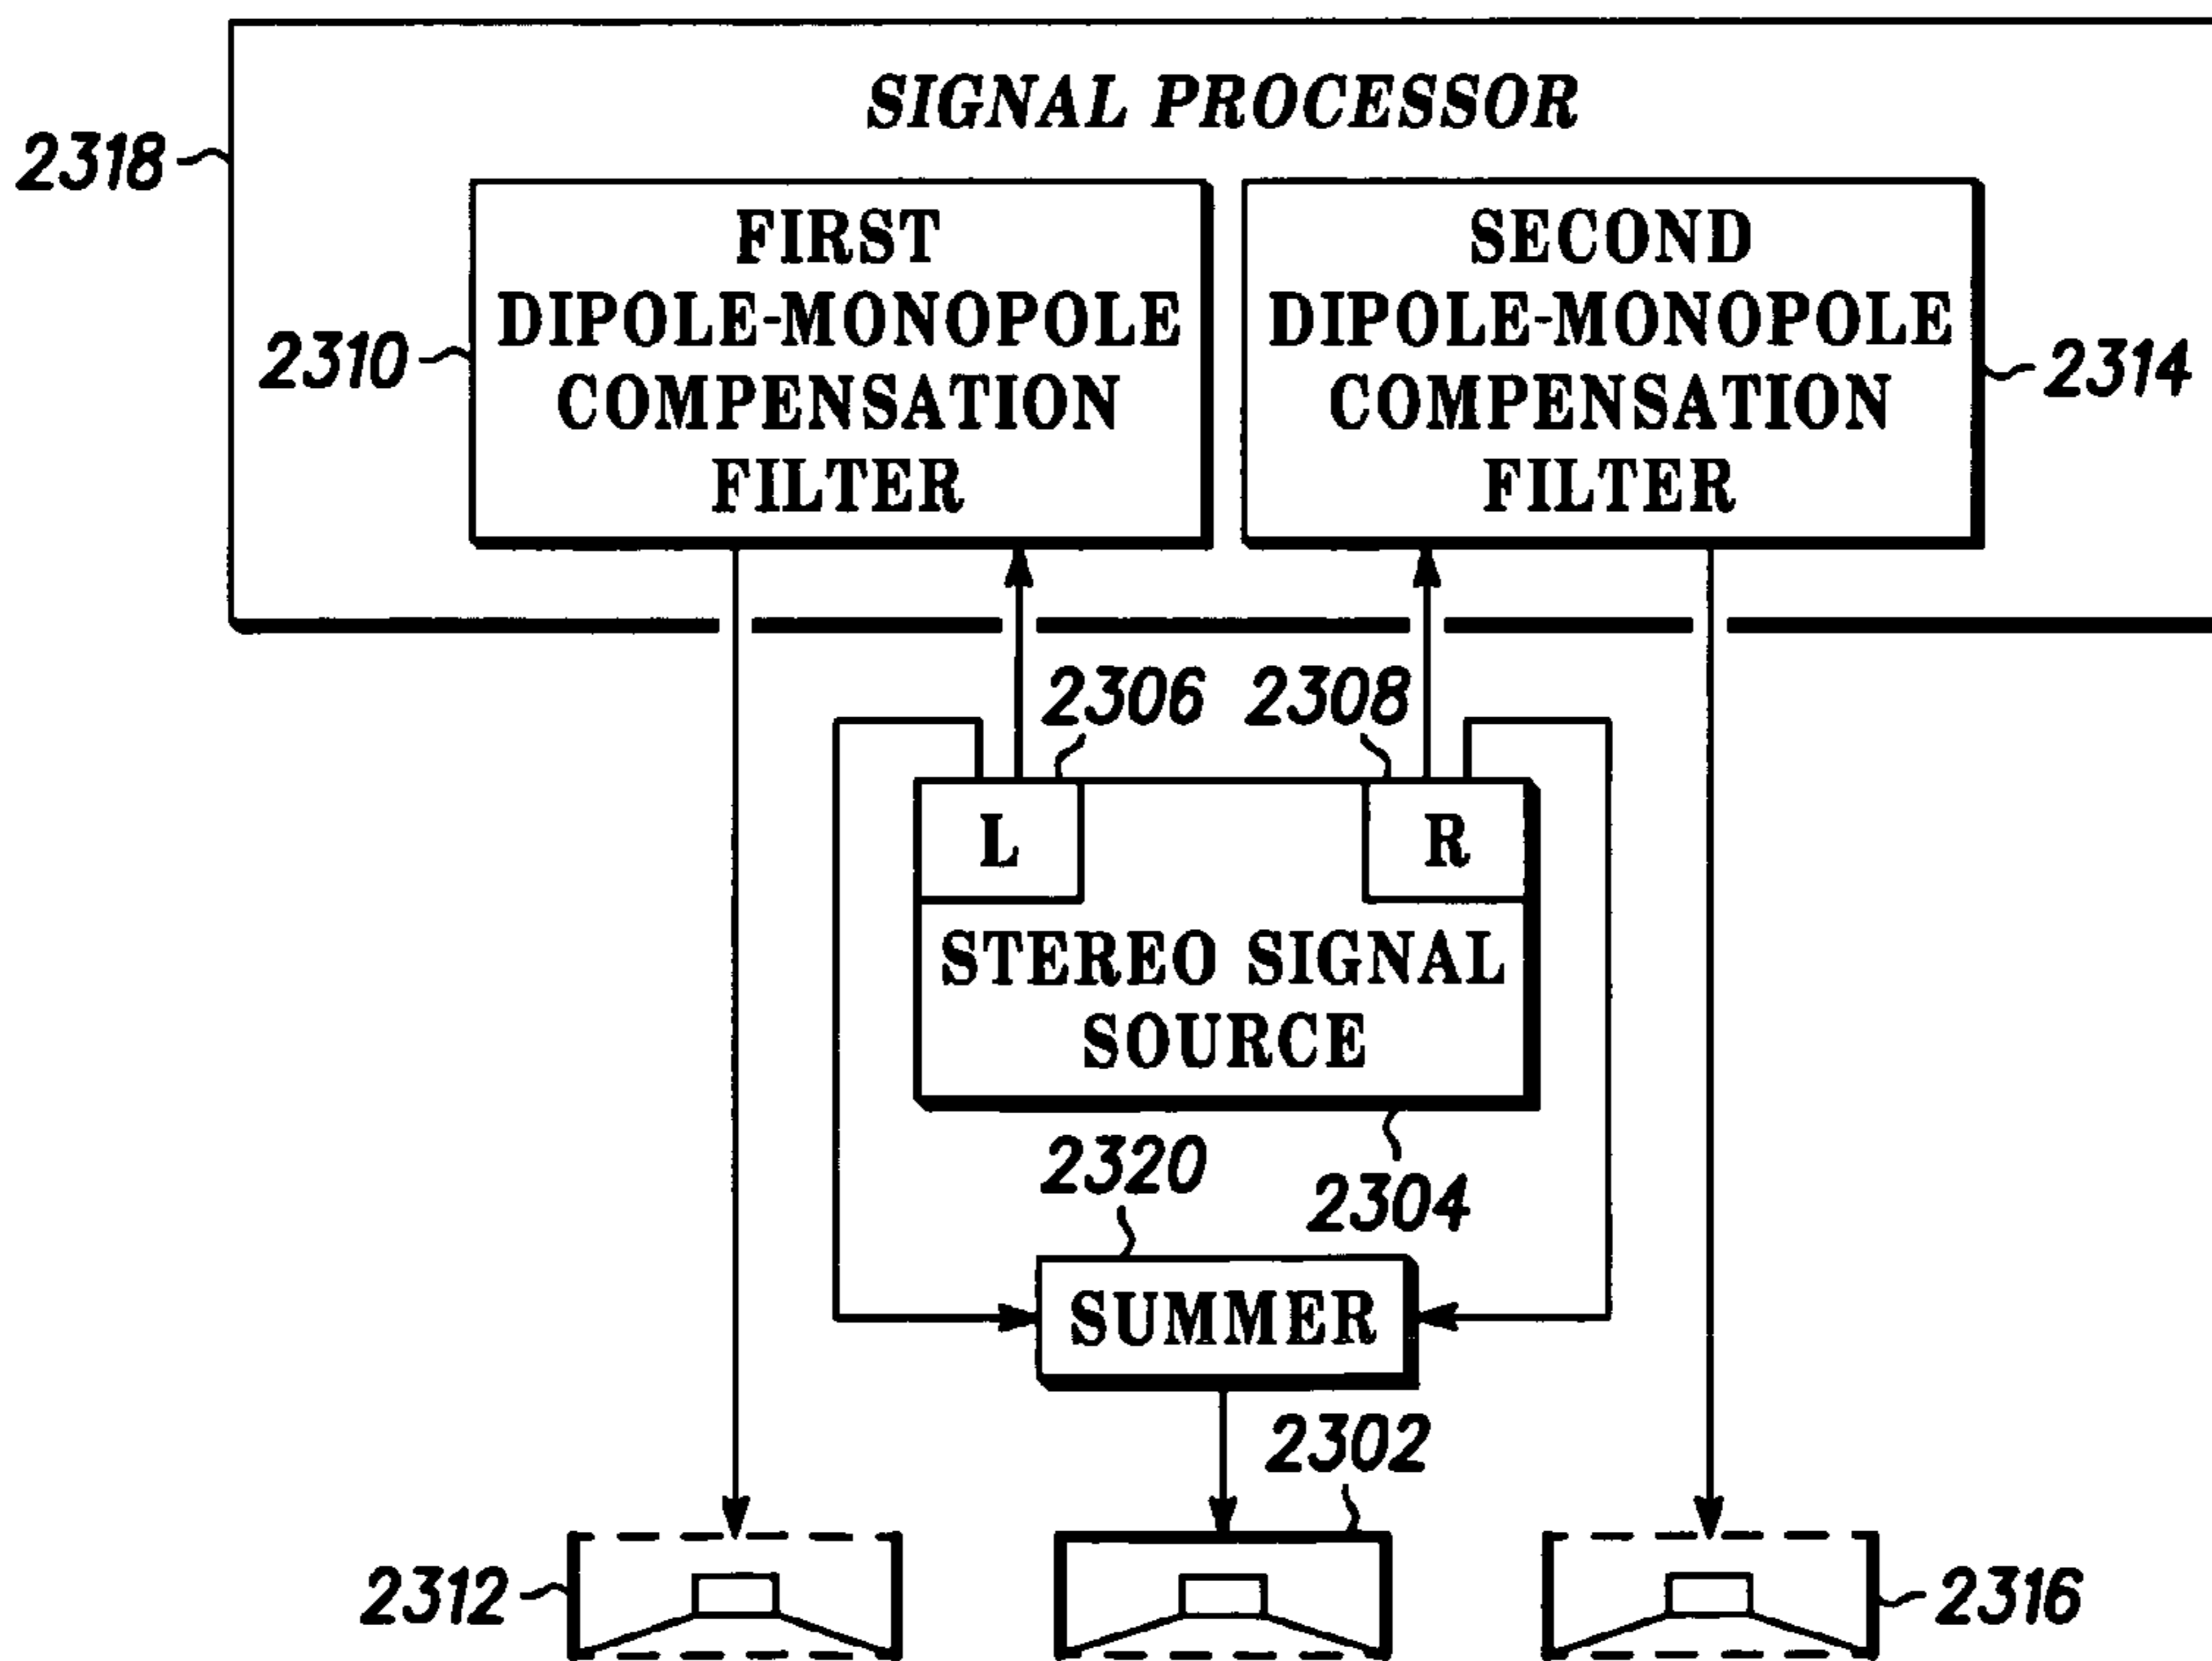 SIGNAL PROCESSOR
2318
FIRST
DIPOLE-MONOPOLE
COMPENSATION
FILTER
2310
SECOND
DIPOLE-MONOPOLE
COMPENSATION
FILTER
2314
2306
2308
L
R
STEREO SIGNAL
SOURCE
2320
2304
SUMMER
2302
2312
2316